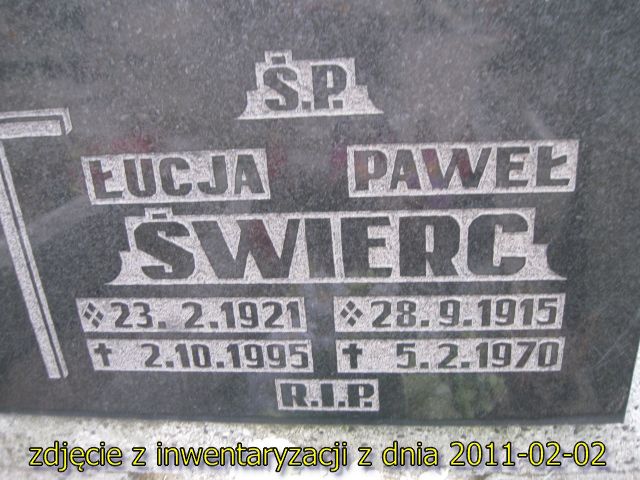 Ś.P.
ŁUCJA PAWEŁ
ŚWIERC
23.2.1921 28.9.1915
✝ 2.10.1995 ✝ 5.2.1970
R.I.P.
zdjęcie z inwentaryzacji z dnia 2011-02-02